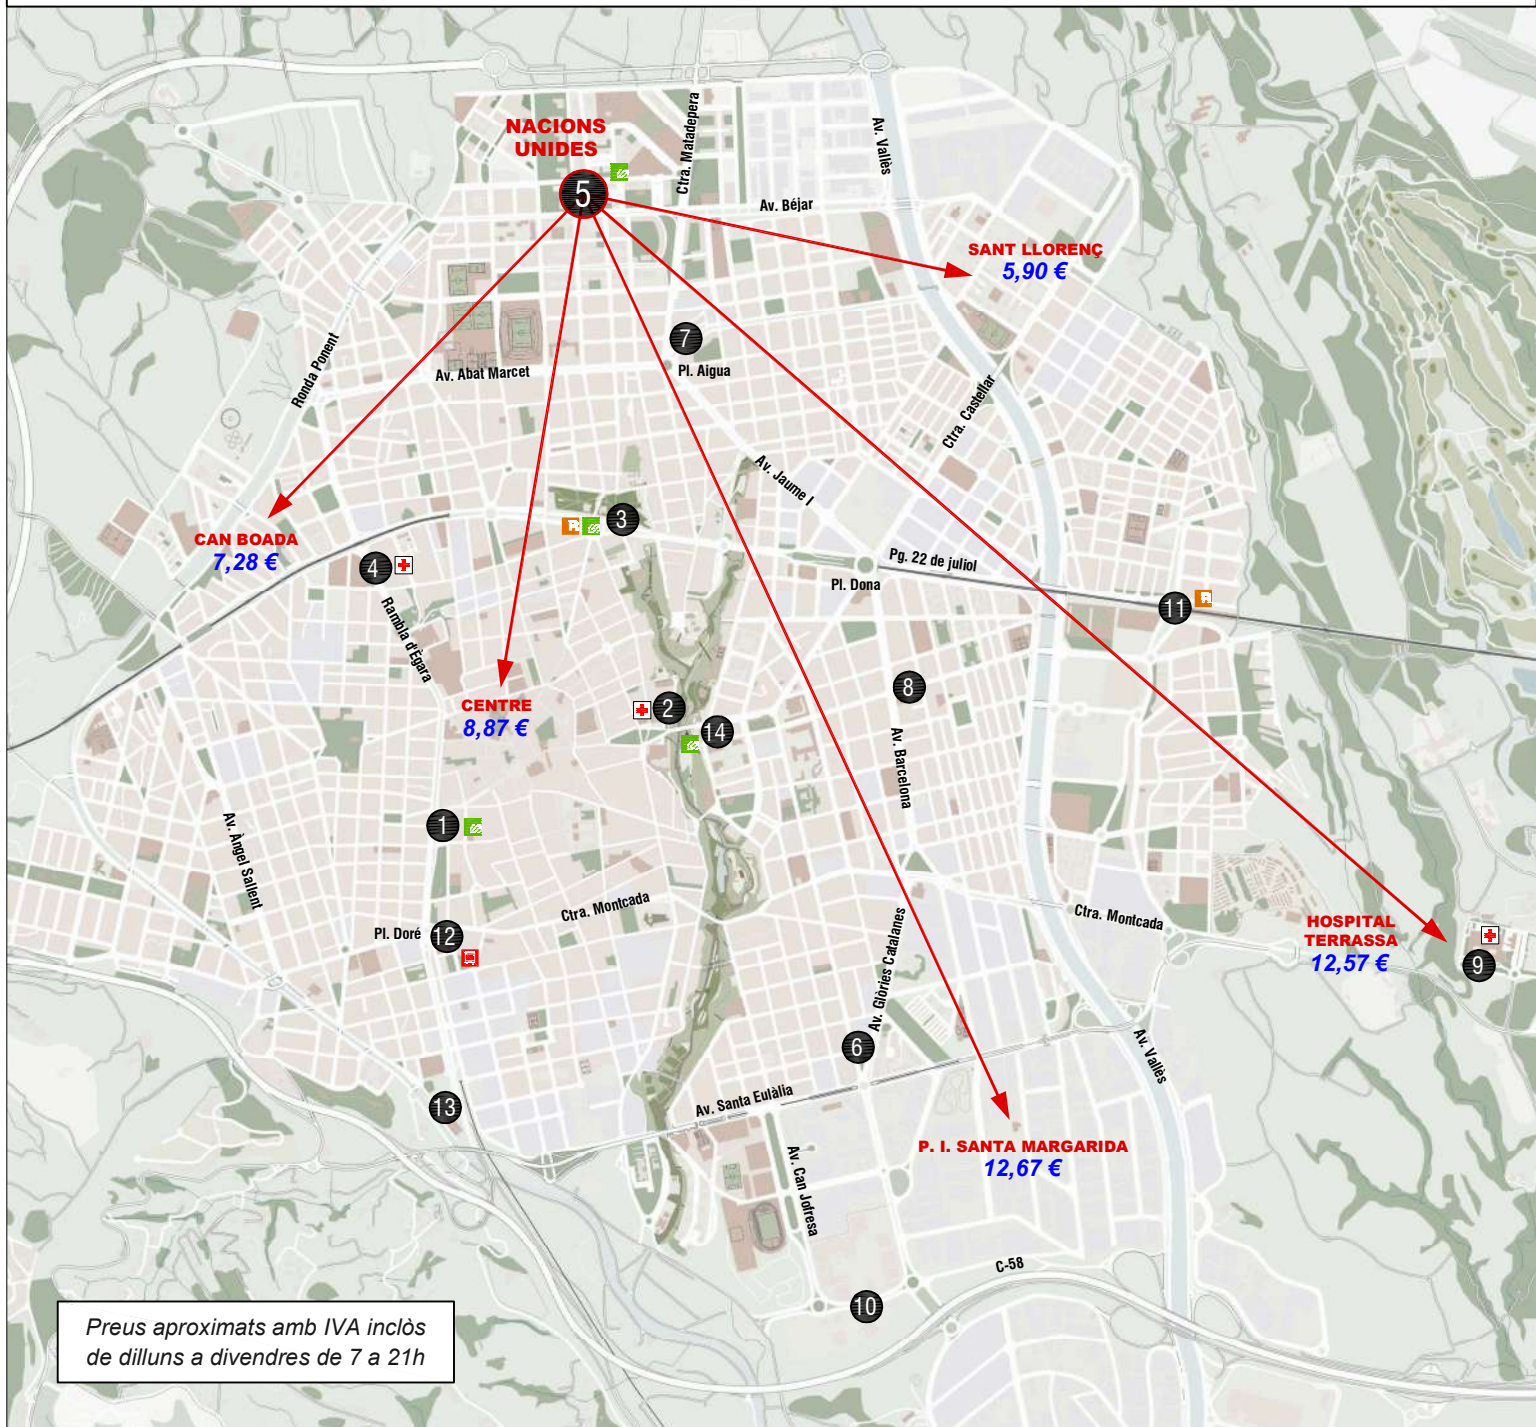 NACIONS
UNIDES
5
Ctra. Matadepera
Av. Vallès
Av. Béjar
SANT LLORENÇ
5,90 €
7
Pl. Aigua
Ronda Ponent
Av. Abat Marcet
Ctra. Castellar
Av. Jaume I
3
CAN BOADA
7,28 €
4
Pg. 22 de juliol
Pl. Dona
11
Rambla d'Ègara
8
CENTRE
8,87 €
2
14
Av. Barcelona
1
Av. Àngel Sallent
Ctra. Montcada
Ctra. Montcada
Pl. Doré
12
Av. Glòries Catalanes
HOSPITAL
TERRASSA
12,57 €
9
6
Av. Vallès
13
Av. Santa Eulàlia
P. I. SANTA MARGARIDA
12,67 €
Av. Can Jofresa
C-58
10
Preus aproximats amb IVA inclòs
de dilluns a divendres de 7 a 21h